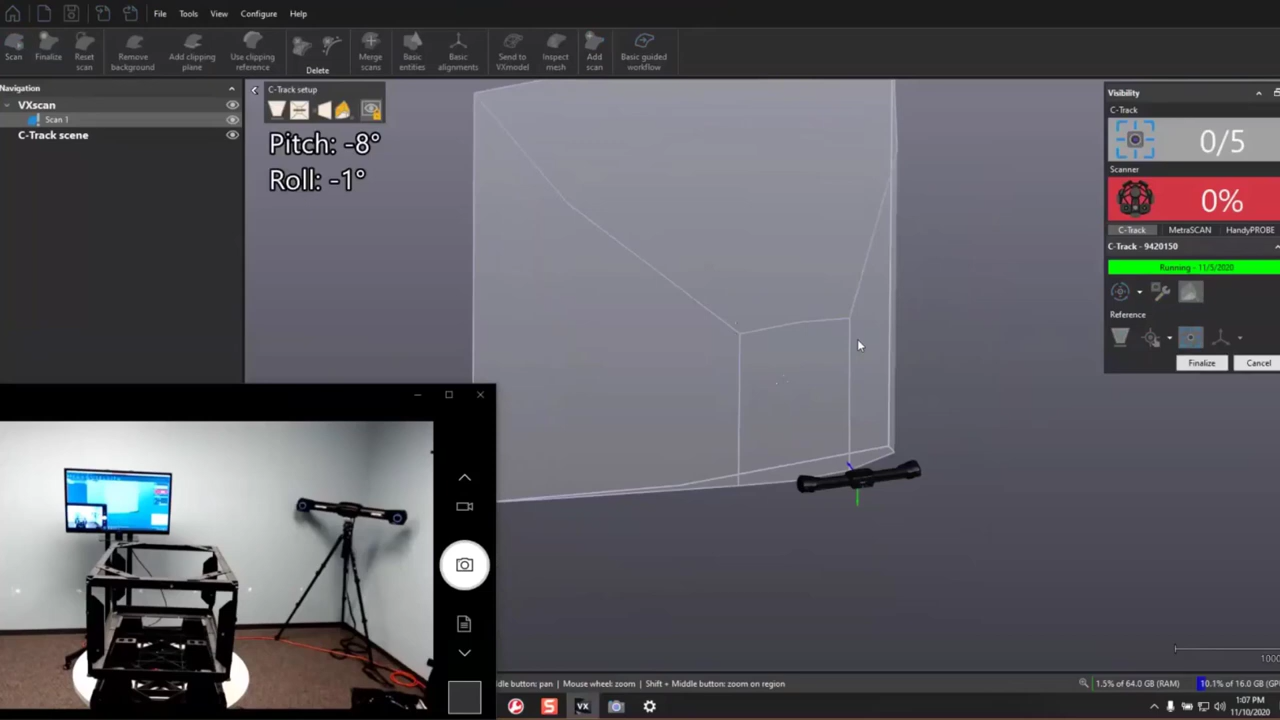 File Tools View Configure Help
Scan Finalize Reset scan Remove background Add clipping plane Use clipping reference Delete Merge scans Basic entities Basic alignments Send to VXmodel Inspect mesh Add scan Basic guided workflow
Navigation
VXscan
Scan 1
C-Track scene
C-Track setup
Pitch: -8°
Roll: -1°
Visibility
C-Track
0/5
Scanner
0%
C-Track MetraSCAN HandyPROBE
C-Track - 9420150
Running - 11/5/2020
Reference
Finalize Cancel
1000
ddle button: pan | Mouse wheel: zoom | Shift + Middle button: zoom on region
1.5% of 64.0 GB (RAM) 10.1% of 16.0 GB (GP
VX
S
1:07 PM
11/10/2020